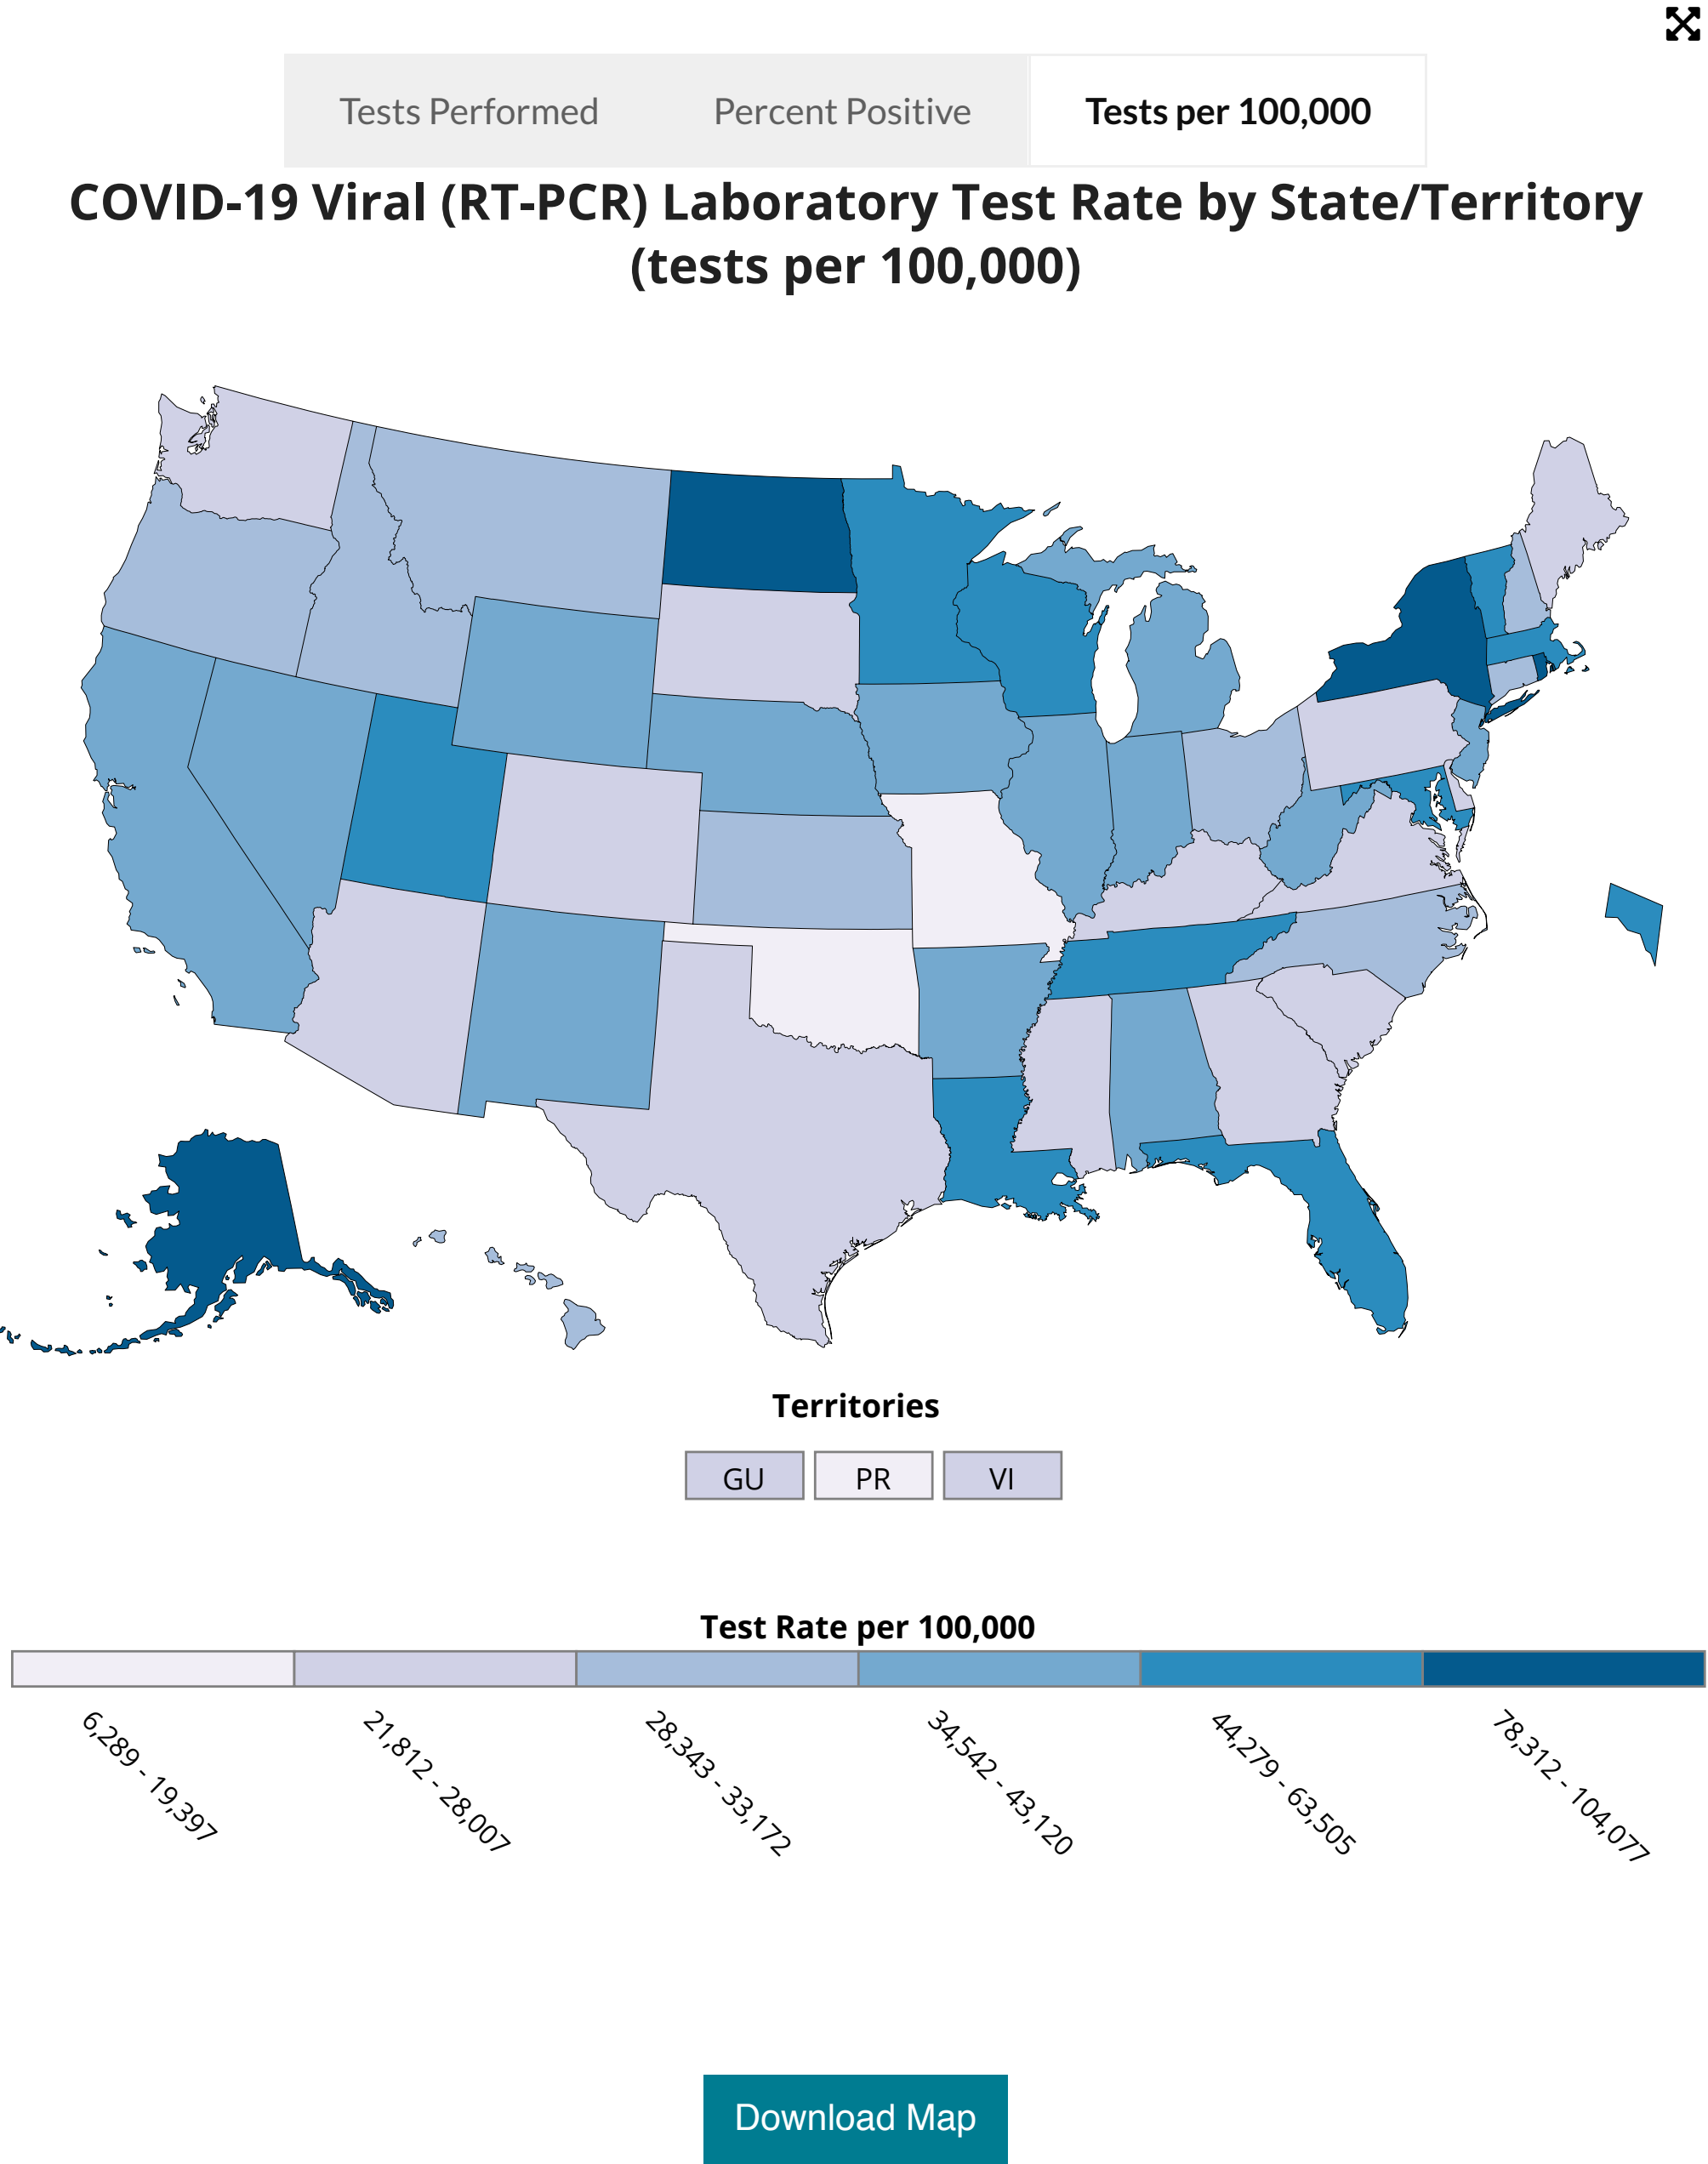 Tests Performed Percent Positive Tests per 100,000
COVID-19 Viral (RT-PCR) Laboratory Test Rate by State/Territory
(tests per 100,000)
Territories
GU PR VI
Test Rate per 100,000
6,289 - 19,397
21,812 - 28,007
28,343 - 33,172
34,542 - 43,120
44,279 - 63,505
78,312 - 104,077
Download Map